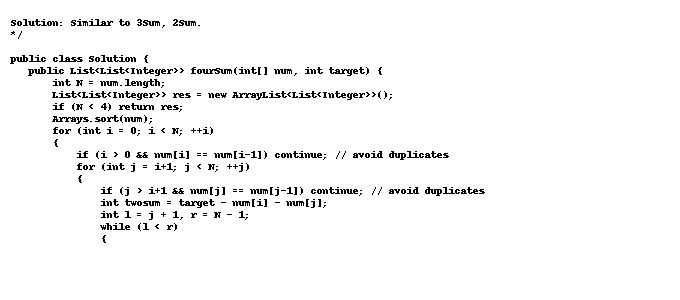 Solution: Similar to 3Sum, 2Sum.
*/
public class Solution {
public List<List<Integer>> fourSum(int[] num, int target) {
int N = num.length;
List<List<Integer>> res = new ArrayList<List<Integer>>();
if (N < 4) return res;
Arrays.sort(num);
for (int i = 0; i < N; ++i)
{
if (i > 0 && num[i] == num[i-1]) continue; // avoid duplicates
for (int j = i+1; j < N; ++j)
{
if (j > i+1 && num[j] == num[j-1]) continue; // avoid duplicates
int twosum = target - num[i] - num[j];
int l = j + 1, r = N - 1;
while (l < r)
{